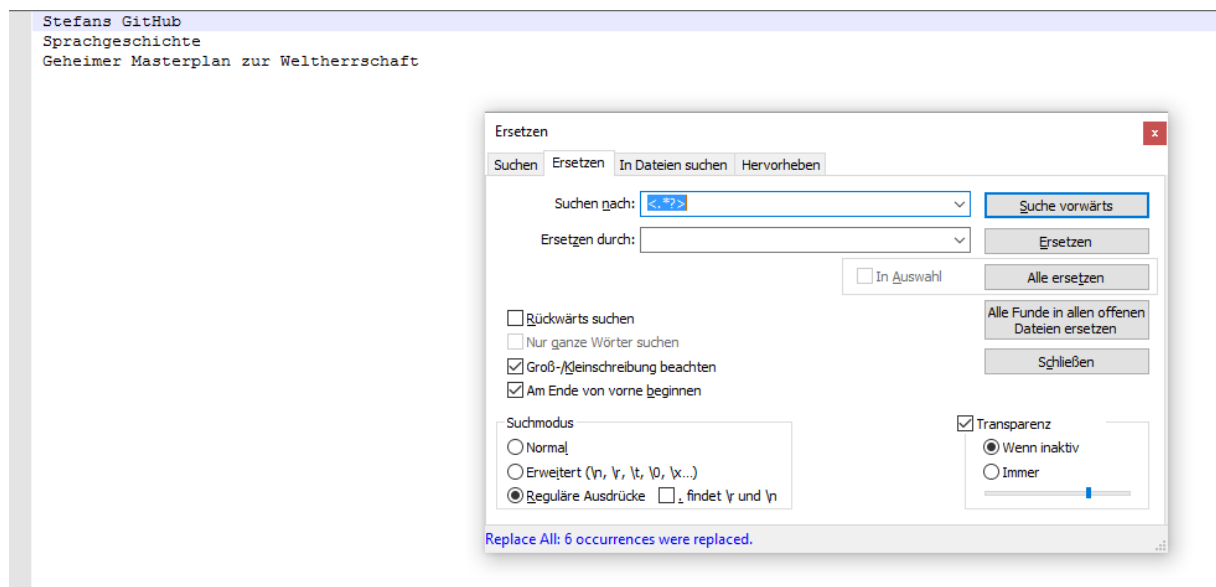 Stefans GitHub
Sprachgeschichte
Geheimer Masterplan zur Weltherrschaft
Ersetzen
x
Suchen Ersetzen In Dateien suchen Hervorheben
Suchen nach: <.*?> Suche vorwärts
Ersetzen durch: Ersetzen
In Auswahl Alle ersetzen
Alle Funde in allen offenen
Dateien ersetzen
Rückwärts suchen
Nur ganze Wörter suchen
Schließen
Groß-/Kleinschreibung beachten
Am Ende von vorne beginnen
Suchmodus
Normal
Erweitert (\n, \r, \t, \0, \x...)
Reguläre Ausdrücke . findet \r und \n
Transparenz
Wenn inaktiv
Immer
Replace All: 6 occurrences were replaced.